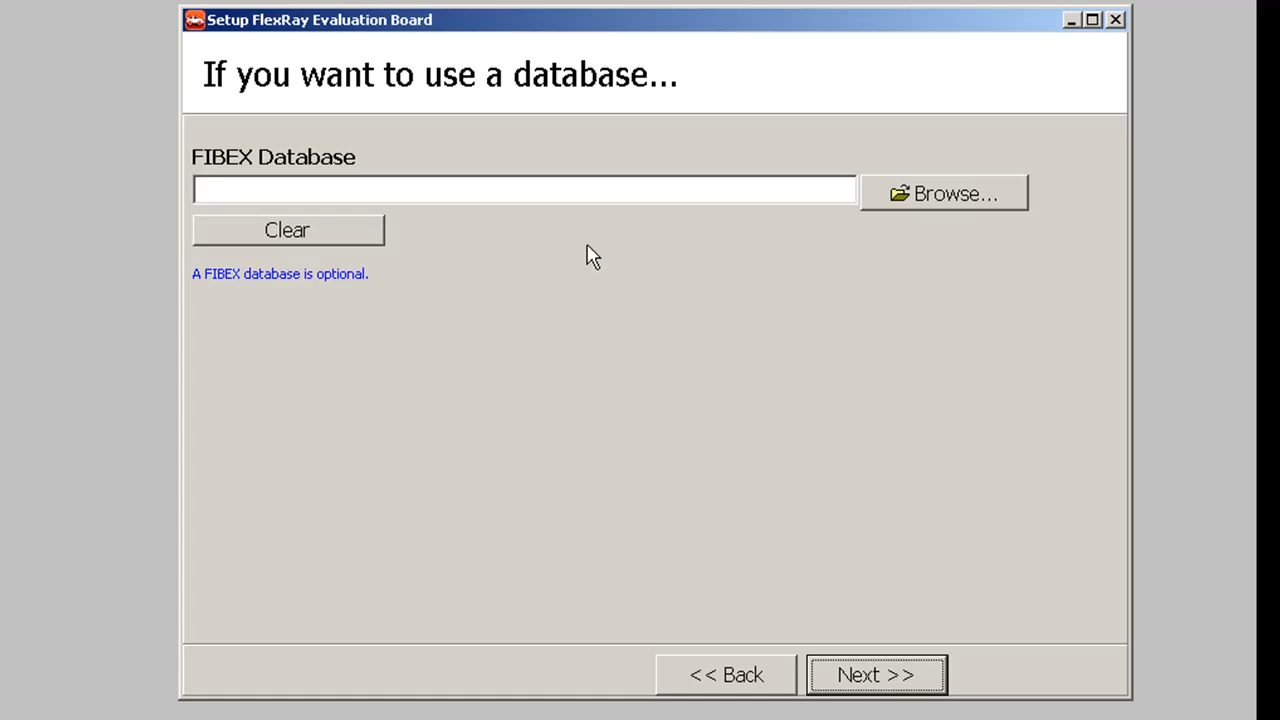 Setup FlexRay Evaluation Board
If you want to use a database...
FIBEX Database
Browse...
Clear
A FIBEX database is optional.
<< Back
Next >>